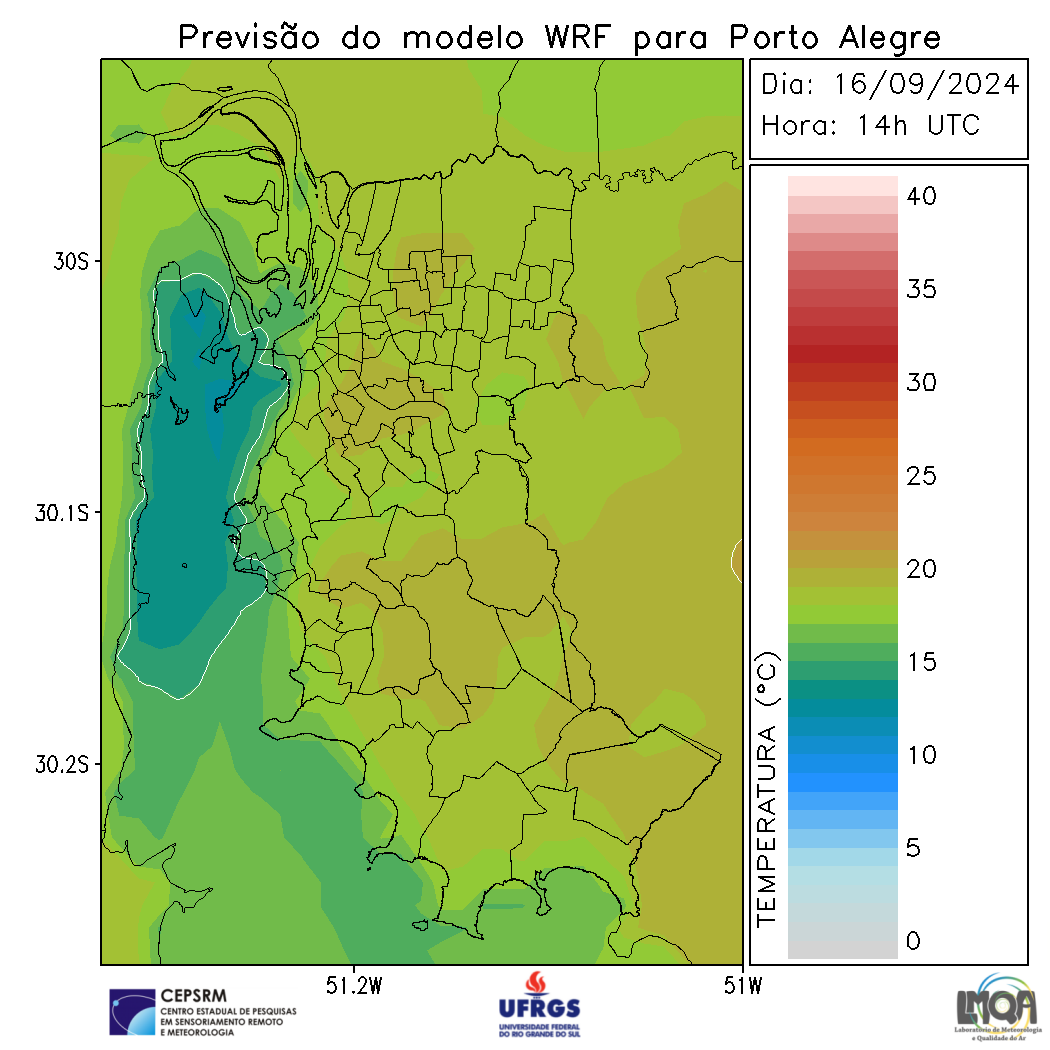 Previsão do modelo WRF para Porto Alegre
Dia: 16/09/2024
Hora: 14h UTC
30S
30.1S
30.2S
51.2W
51W
TEMPERATURA (°C)
40
35
30
25
20
15
10
5
0
CEPSRM
CENTRO ESTADUAL DE PESQUISAS
EM SENSORIAMENTO REMOTO
E METEOROLOGIA
UFRGS
UNIVERSIDADE FEDERAL
DO RIO GRANDE DO SUL
LMQA
Laboratório de Meteorologia
e Qualidade do Ar